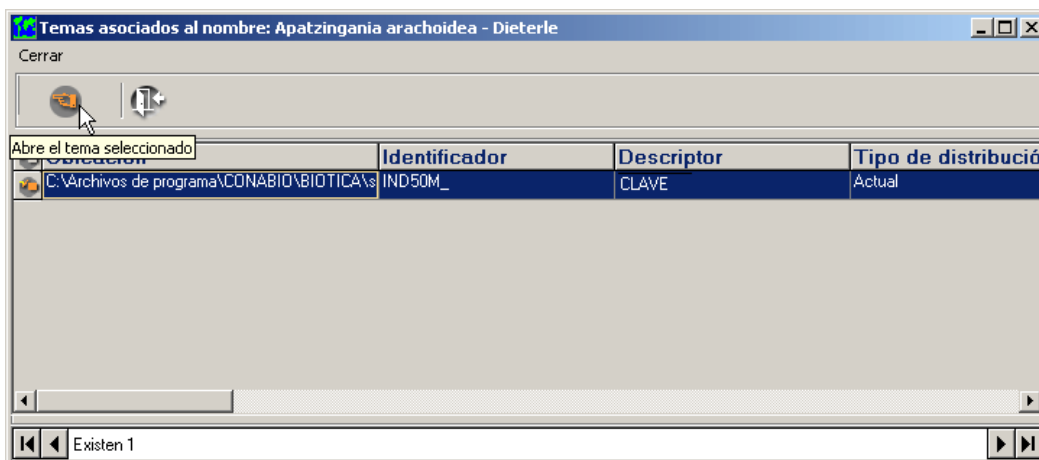 Temas asociados al nombre: Apatzingania arachoidea - Dieterle
Cerrar
Abre el tema seleccionado
Ubicación Identificador Descriptor Tipo de distribució
C:\Archivos de programa\CONABIO\BIOTICA\s IND50M_ CLAVE Actual
Existen 1